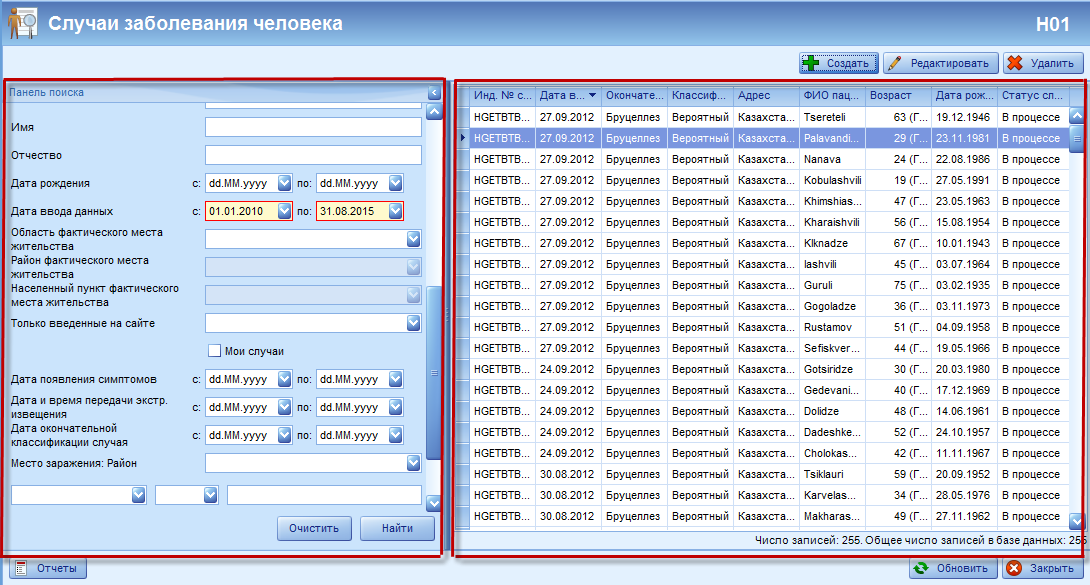 Случаи заболевания человека
H01
Создать
Редактировать
Удалить
Панель поиска
Имя
Отчество
Дата рождения с: dd.MM.yyyy по: dd.MM.yyyy
Дата ввода данных с: 01.01.2010 по: 31.08.2015
Область фактического места
жительства
Район фактического места
жительства
Населенный пункт фактического
места жительства
Только введенные на сайте
Мои случаи
Дата появления симптомов с: dd.MM.yyyy по: dd.MM.yyyy
Дата и время передачи экстр.
извещения с: dd.MM.yyyy по: dd.MM.yyyy
Дата окончательной
классификации случая с: dd.MM.yyyy по: dd.MM.yyyy
Место заражения: Район
Очистить
Найти
Инд. № с... Дата в... Окончате... Классиф... Адрес ФИО пац... Возраст Дата рож... Статус сл...
HGETBTB... 27.09.2012 Бруцеллез Вероятный Казахста... Tsereteli 63 (Г... 19.12.1946 В процессе
HGETBTB... 27.09.2012 Бруцеллез Вероятный Казахста... Palavandi... 29 (Г... 23.11.1981 В процессе
HGETBTB... 27.09.2012 Бруцеллез Вероятный Казахста... Nanava 24 (Г... 22.08.1986 В процессе
HGETBTB... 27.09.2012 Бруцеллез Вероятный Казахста... Kobulashvili 19 (Г... 27.05.1991 В процессе
HGETBTB... 27.09.2012 Бруцеллез Вероятный Казахста... Khimshias... 47 (Г... 23.05.1963 В процессе
HGETBTB... 27.09.2012 Бруцеллез Вероятный Казахста... Kharaishvili 56 (Г... 15.08.1954 В процессе
HGETBTB... 27.09.2012 Бруцеллез Вероятный Казахста... Klknadze 67 (Г... 10.01.1943 В процессе
HGETBTB... 27.09.2012 Бруцеллез Вероятный Казахста... Iashvili 45 (Г... 03.07.1964 В процессе
HGETBTB... 27.09.2012 Бруцеллез Вероятный Казахста... Guruli 75 (Г... 03.02.1935 В процессе
HGETBTB... 27.09.2012 Бруцеллез Вероятный Казахста... Gogoladze 36 (Г... 03.11.1973 В процессе
HGETBTB... 27.09.2012 Бруцеллез Вероятный Казахста... Rustamov 51 (Г... 04.09.1958 В процессе
HGETBTB... 27.09.2012 Бруцеллез Вероятный Казахста... Sefiskver... 44 (Г... 19.05.1966 В процессе
HGETBTB... 24.09.2012 Бруцеллез Вероятный Казахста... Gotsiridze 30 (Г... 20.03.1980 В процессе
HGETBTB... 24.09.2012 Бруцеллез Вероятный Казахста... Gedevani... 40 (Г... 17.12.1969 В процессе
HGETBTB... 24.09.2012 Бруцеллез Вероятный Казахста... Dolidze 48 (Г... 14.06.1961 В процессе
HGETBTB... 24.09.2012 Бруцеллез Вероятный Казахста... Dadeshke... 52 (Г... 24.10.1957 В процессе
HGETBTB... 24.09.2012 Бруцеллез Вероятный Казахста... Cholokas... 42 (Г... 11.11.1967 В процессе
HGETBTB... 30.08.2012 Бруцеллез Вероятный Казахста... Tsiklauri 59 (Г... 20.09.1952 В процессе
HGETBTB... 30.08.2012 Бруцеллез Вероятный Казахста... Karvelas... 34 (Г... 28.05.1976 В процессе
HGETBTB... 30.08.2012 Бруцеллез Вероятный Казахста... Makharas... 49 (Г... 27.11.1962 В процессе
Число записей: 255. Общее число записей в базе данных: 255
Отчеты
Обновить
Закрыть